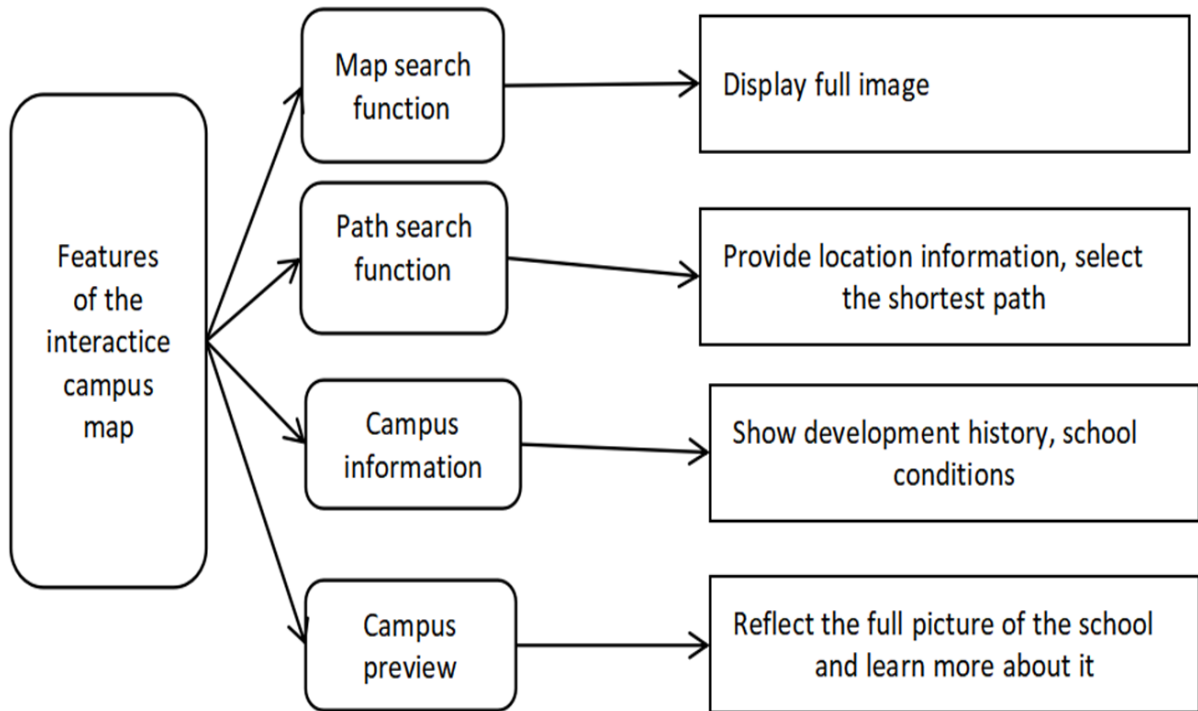 Features
of the
interactice
campus
map
Map search
function
Display full image
Path search
function
Provide location information, select
the shortest path
Campus
information
Show development history, school
conditions
Campus
preview
Reflect the full picture of the school
and learn more about it